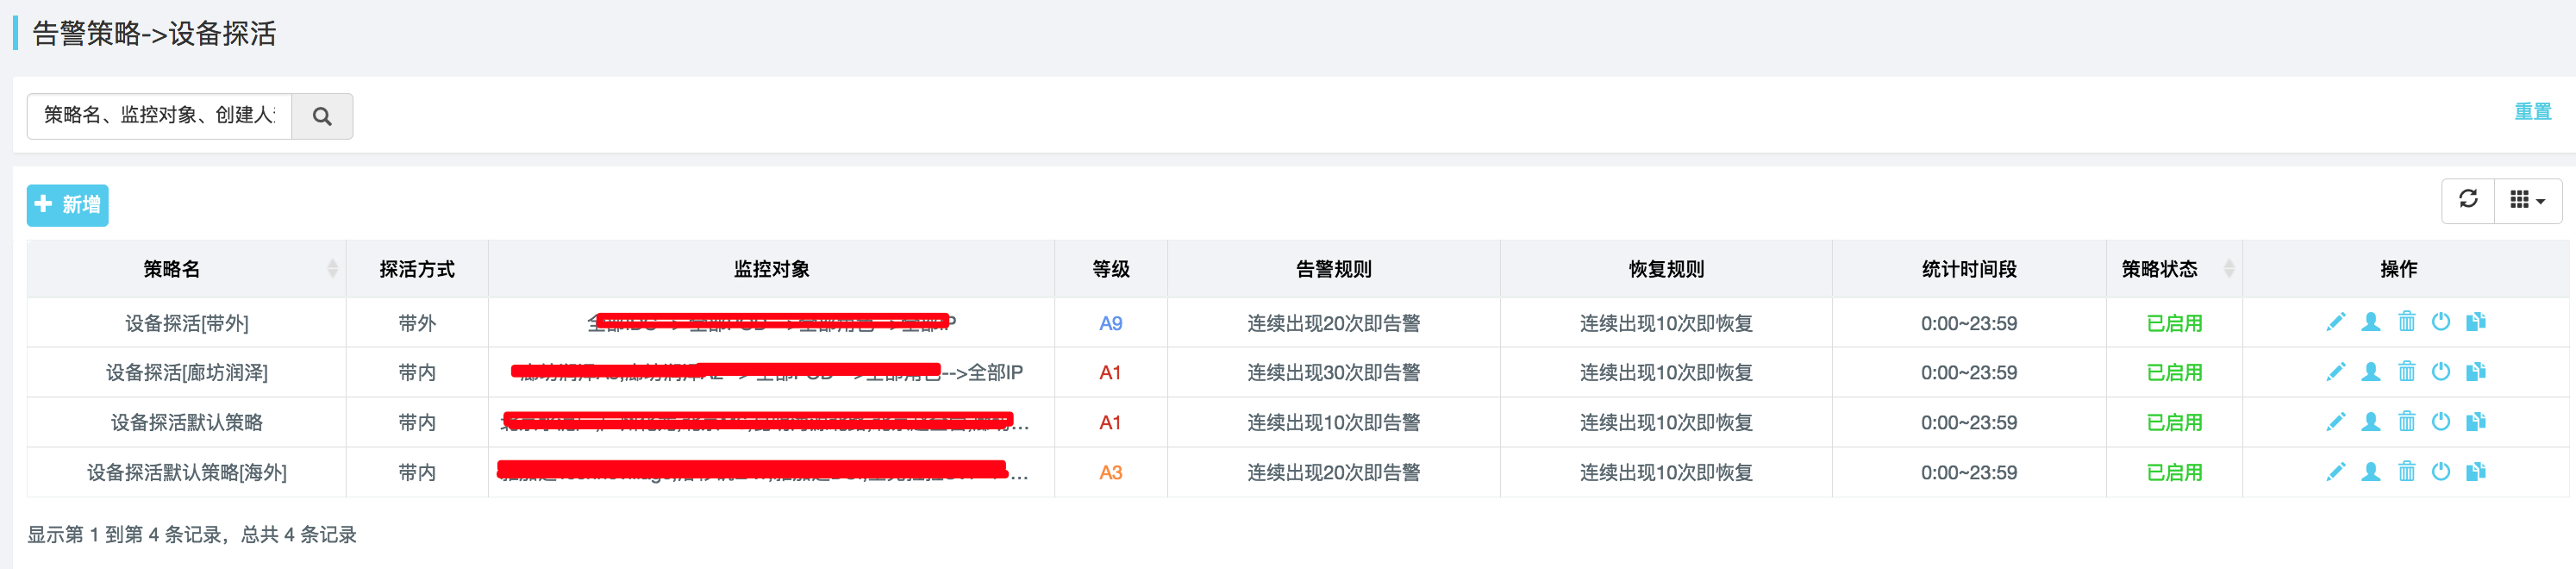 告警策略->设备探活
策略名、监控对象、创建人
重置
新增
策略名 探活方式 监控对象 等级 告警规则 恢复规则 统计时间段 策略状态 操作
设备探活[带外] 带外 A9 连续出现20次即告警 连续出现10次即恢复 0:00~23:59 已启用
设备探活[廊坊润泽] 带内 -->全部IP A1 连续出现30次即告警 连续出现10次即恢复 0:00~23:59 已启用
设备探活默认策略 带内 ... A1 连续出现10次即告警 连续出现10次即恢复 0:00~23:59 已启用
设备探活默认策略[海外] 带内 ... A3 连续出现20次即告警 连续出现10次即恢复 0:00~23:59 已启用
显示第 1 到第 4 条记录，总共 4 条记录